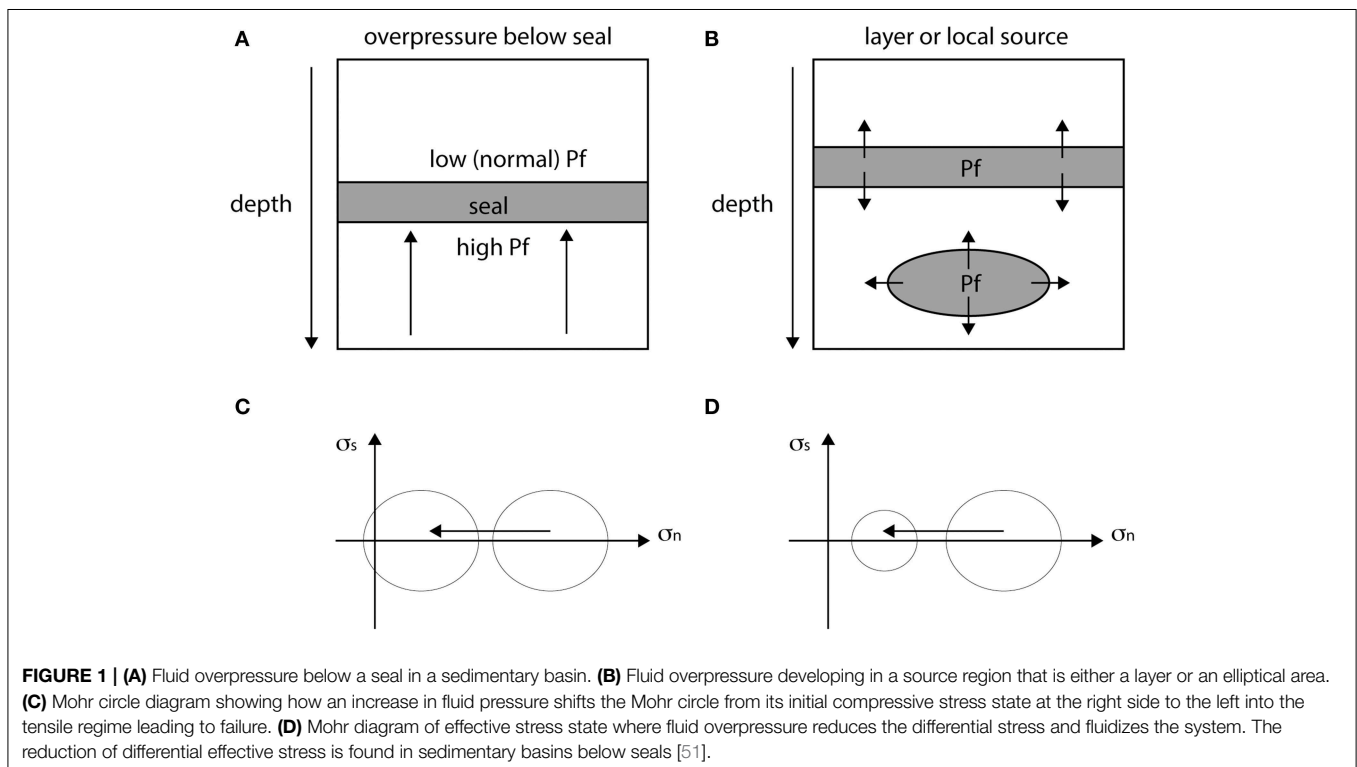 A
overpressure below seal
low (normal) Pf
depth
seal
high Pf
B
layer or local source
Pf
depth
Pf
C
σs
σn
D
σs
σn
FIGURE 1 | (A) Fluid overpressure below a seal in a sedimentary basin. (B) Fluid overpressure developing in a source region that is either a layer or an elliptical area.
(C) Mohr circle diagram showing how an increase in fluid pressure shifts the Mohr circle from its initial compressive stress state at the right side to the left into the
tensile regime leading to failure. (D) Mohr diagram of effective stress state where fluid overpressure reduces the differential stress and fluidizes the system. The
reduction of differential effective stress is found in sedimentary basins below seals [51].